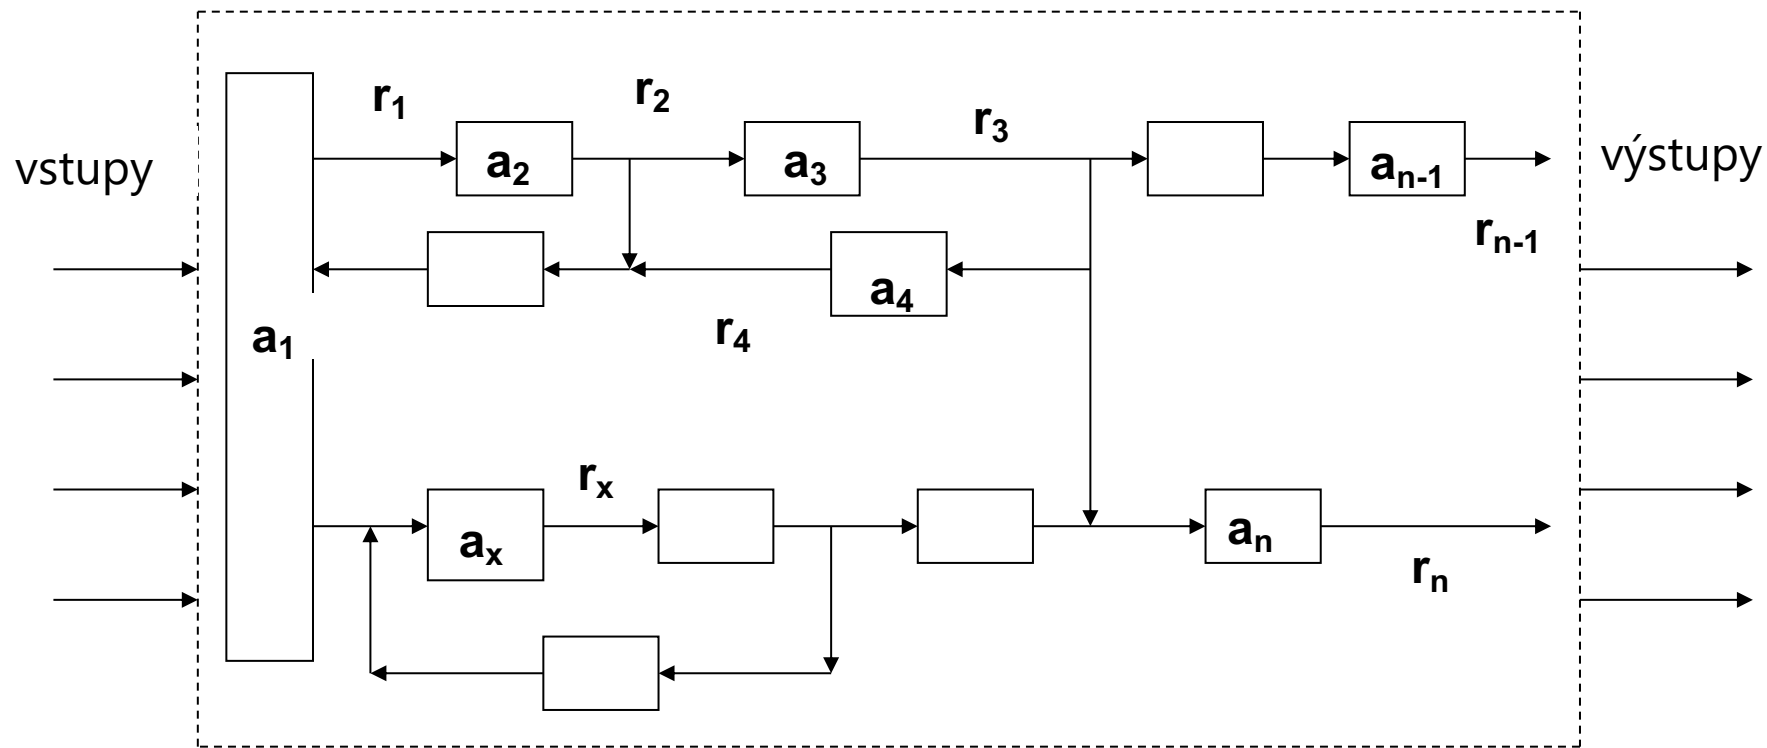 r1
r2
r3
vstupy
a2
a3
an-1
výstupy
rn-1
a4
r4
a1
rx
ax
an
rn